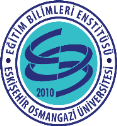 EĞİTİM BİLİMLERİ ENSTİTÜSÜ
2010
ESKİŞEHİR OSMANGAZİ ÜNİVERSİTESİ